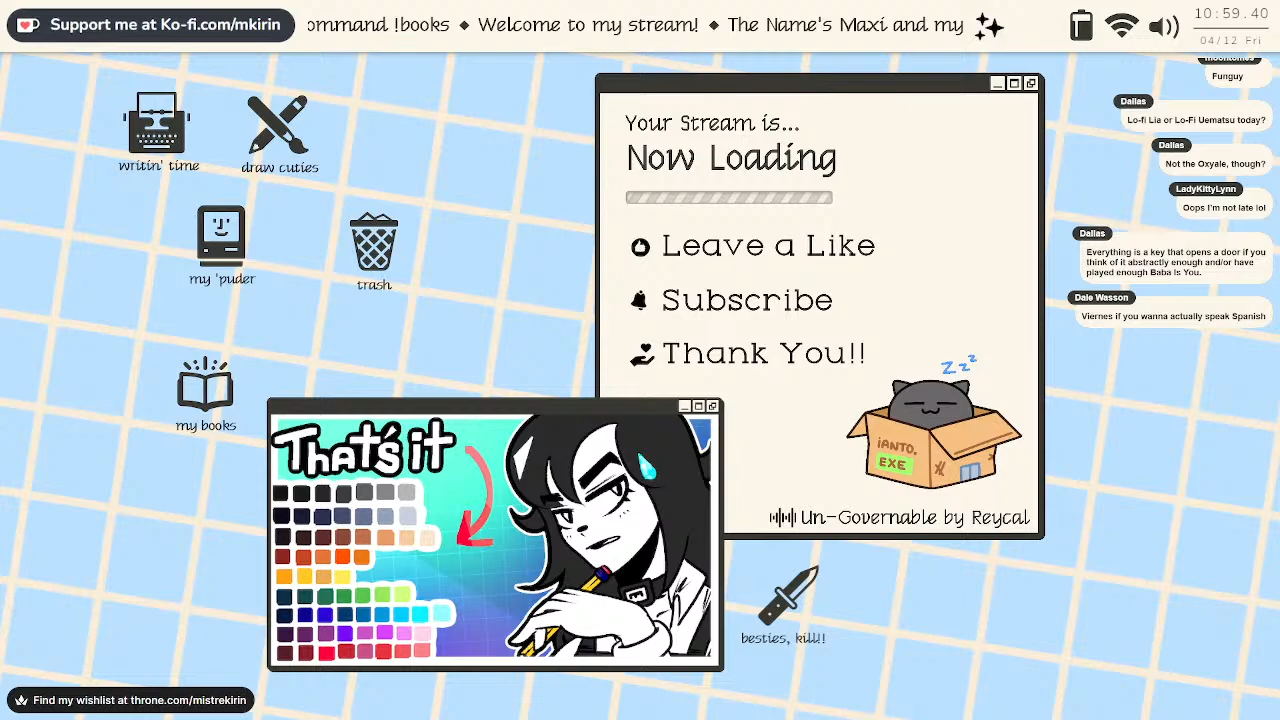 Support me at Ko-fi.com/mkirin
ommand !books ◆ Welcome to my stream! ◆ The Name's Maxi and my
10:59.40
04/12 Fri
writin' time
draw cuties
my 'puder
trash
my books
Your Stream is...
Now Loading
Leave a Like
Subscribe
Thank You!!
Zzz
iANTO.
EXE
Un-Governable by Reycal
That's it
besties, kill!!
Funguy
Dallas
Lo-fi Lia or Lo-Fi Uematsu today?
Dallas
Not the Oxyale, though?
LadyKittyLynn
Oops I'm not late lol
Dallas
Everything is a key that opens a door if you
think of it abstractly enough and/or have
played enough Baba Is You.
Dale Wasson
Viernes if you wanna actually speak Spanish
Find my wishlist at throne.com/mistrekirin